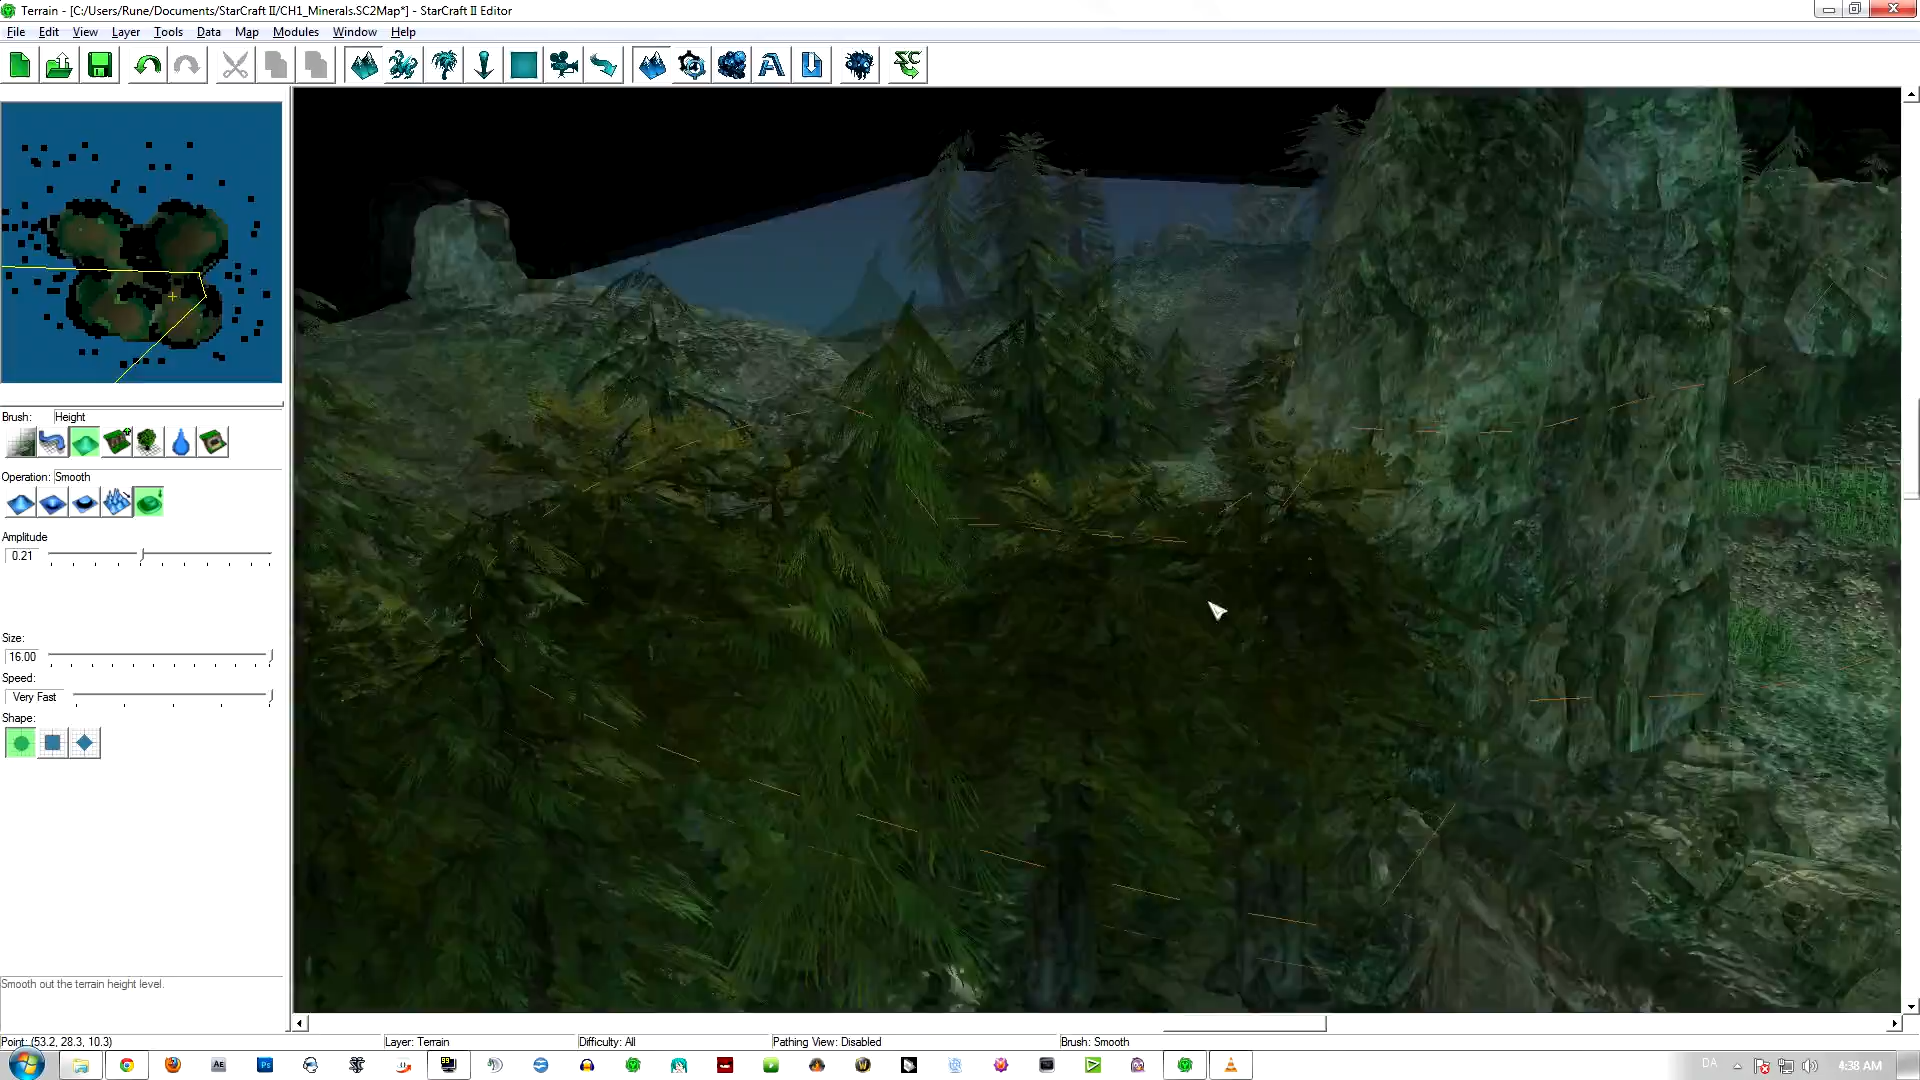 Terrain - [C:/Users/Rune/Documents/StarCraft II/CH1_Minerals.SC2Map*] - StarCraft II Editor
File Edit View Layer Tools Data Map Modules Window Help
Brush: Height
Operation: Smooth
Amplitude
0.21
Size:
16.00
Speed:
Very Fast
Shape:
Smooth out the terrain height level.
Point: (53.2, 28.3, 10.3) Layer: Terrain Difficulty: All Pathing View: Disabled Brush: Smooth
AE Ps DA 4:38 AM